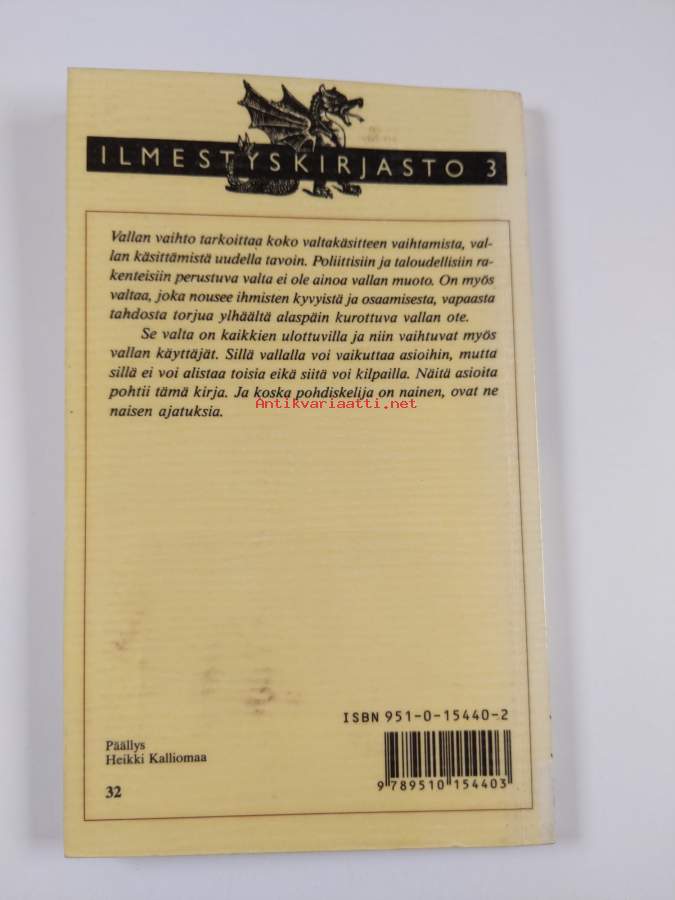 ILMESTYSKIRJASTO 3
Vallan vaihto tarkoittaa koko valtakäsitteen vaihtamista, val-
lan käsittämistä uudella tavoin. Poliittisiin ja taloudellisiin ra-
kenteisiin perustuva valta ei ole ainoa vallan muoto. On myös
valtaa, joka nousee ihmisten kyvyistä ja osaamisesta, vapaasta
tahdosta torjua ylhäältä alaspäin kurottuva vallan ote.
Se valta on kaikkien ulottuvilla ja niin vaihtuvat myös
vallan käyttäjät. Sillä vallalla voi vaikuttaa asioihin, mutta
sillä ei voi alistaa toisia eikä siitä voi kilpailla. Näitä asioita
pohtii tämä kirja. Ja koska pohdiskelija on nainen, ovat ne
Antikvariaatti.net
naisen ajatuksia.
ISBN 951-0-15440-2
Päällys
Heikki Kalliomaa
32
9 789510 154403